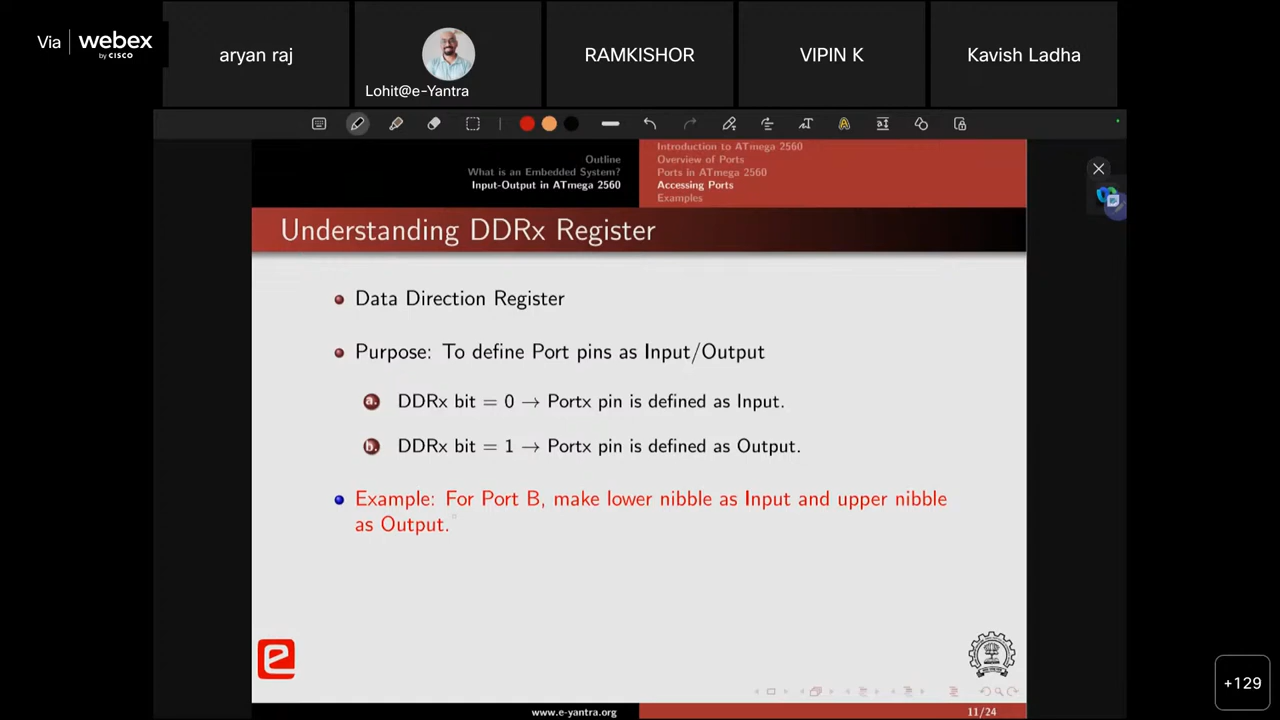 Via webex
by CISCO
aryan raj
Lohit@e-Yantra
RAMKISHOR
VIPIN K
Kavish Ladha
Outline
What is an Embedded System?
Input-Output in ATmega 2560
Introduction to ATmega 2560
Overview of Ports
Ports in ATmega 2560
Accessing Ports
Examples
Understanding DDRx Register
Data Direction Register
Purpose: To define Port pins as Input/Output
a. DDRx bit = 0 → Portx pin is defined as Input.
b. DDRx bit = 1 → Portx pin is defined as Output.
Example: For Port B, make lower nibble as Input and upper nibble
as Output.
e
+129
www.e-yantra.org
11/24